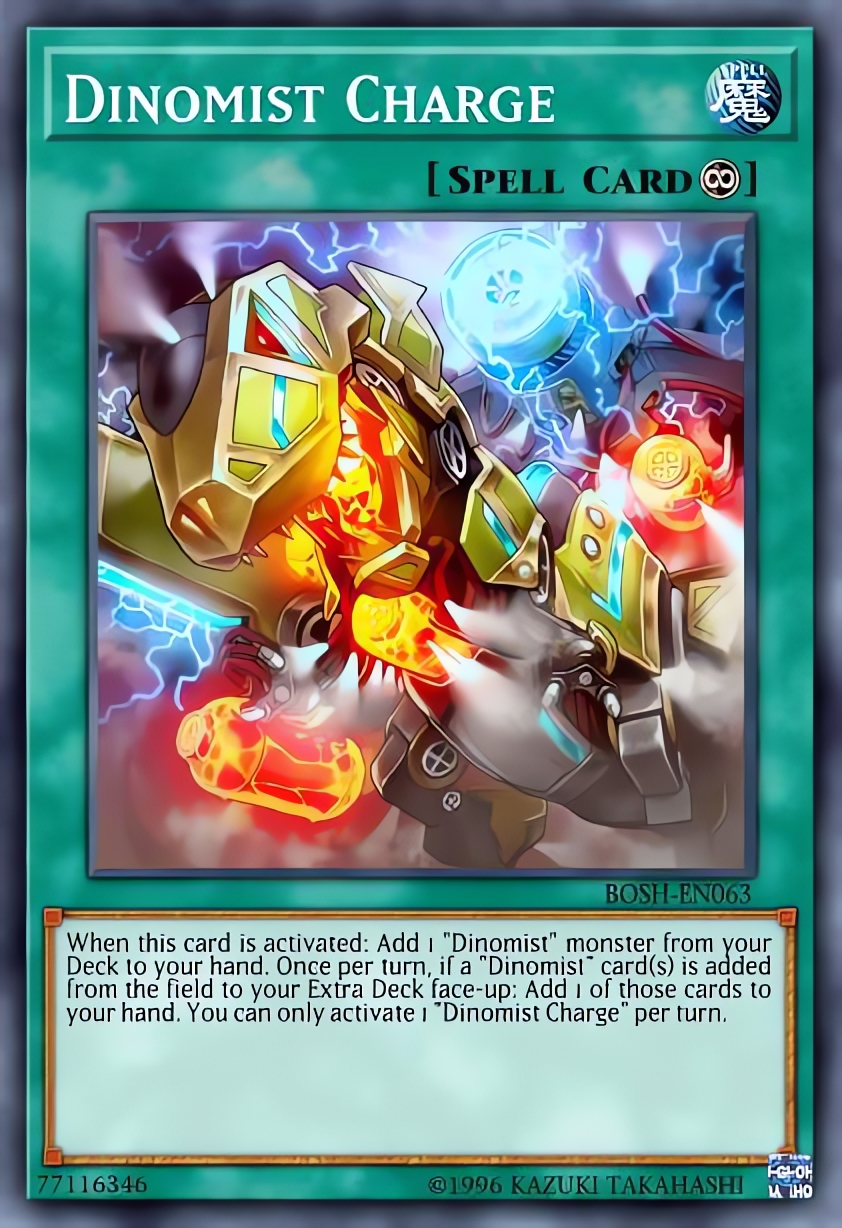 DINOMIST CHARGE
魔
[SPELL CARD∞]
BOSH-EN063
When this card is activated: Add 1 "Dinomist" monster from your
Deck to your hand. Once per turn, if a "Dinomist" card(s) is added
from the field to your Extra Deck face-up: Add 1 of those cards to
your hand. You can only activate 1 "Dinomist Charge" per turn.
77116346
©1996 KAZUKI TAKAHASHI